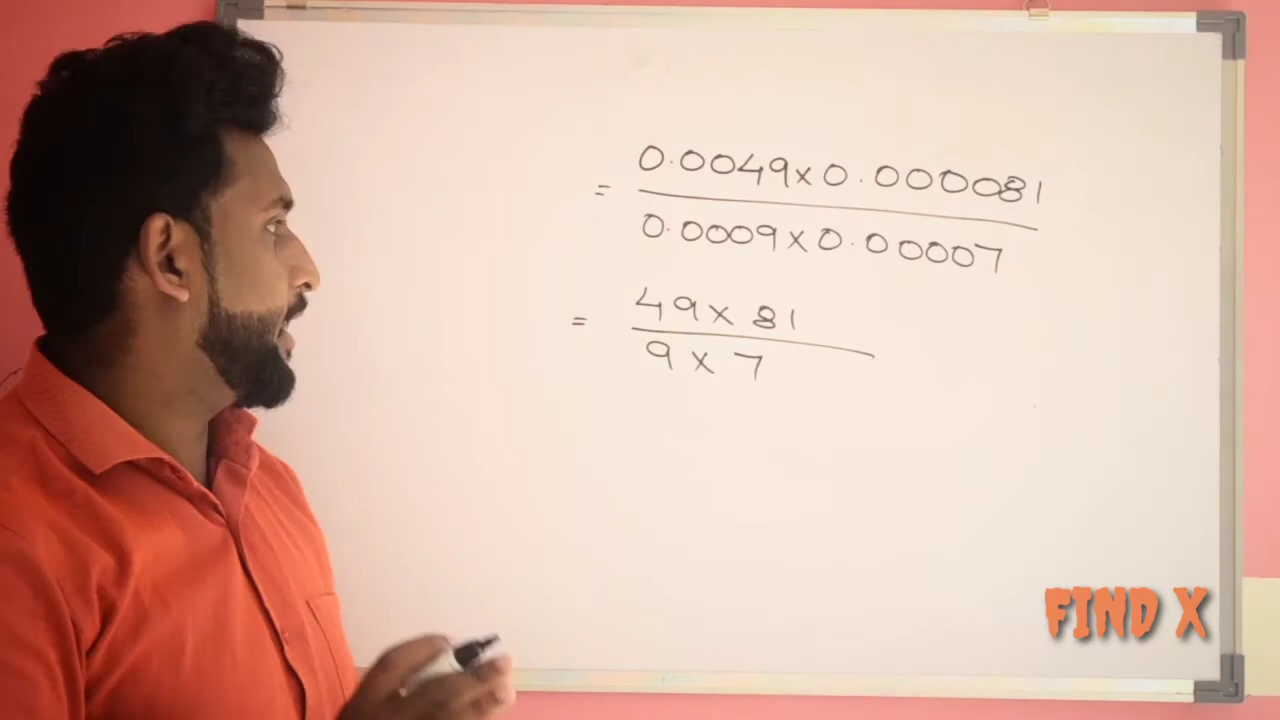 = 0.0049×0.000081
0.0009×0.00007
= 49×81
9×7
FIND X